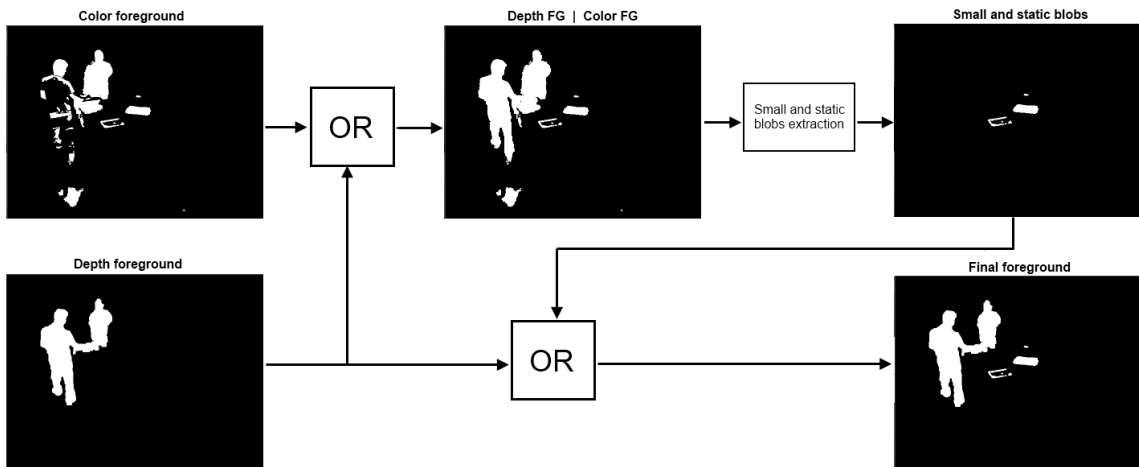 Color foreground
Depth FG | Color FG
Small and static blobs
OR
Small and static
blobs extraction
Depth foreground
Final foreground
OR